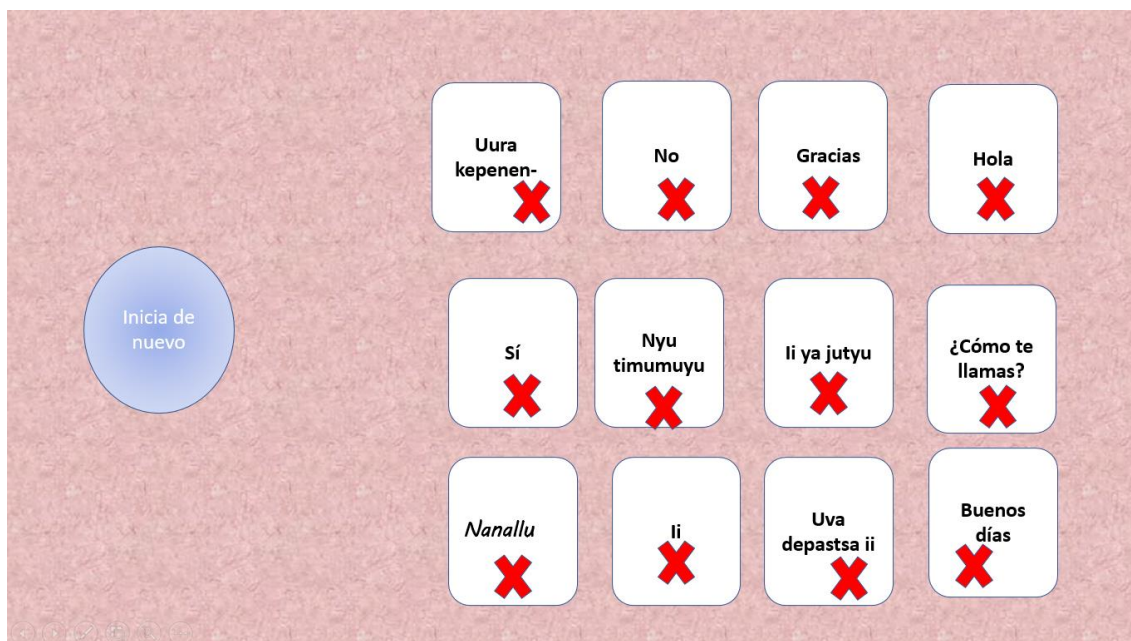 Uura
kepenen-
No
Gracias
Hola
Inicia de
nuevo
Sí
Nyu
timumuyu
Ii ya jutyu
¿Cómo te
llamas?
Nanallu
Ii
Uva
depastsa ii
Buenos
días